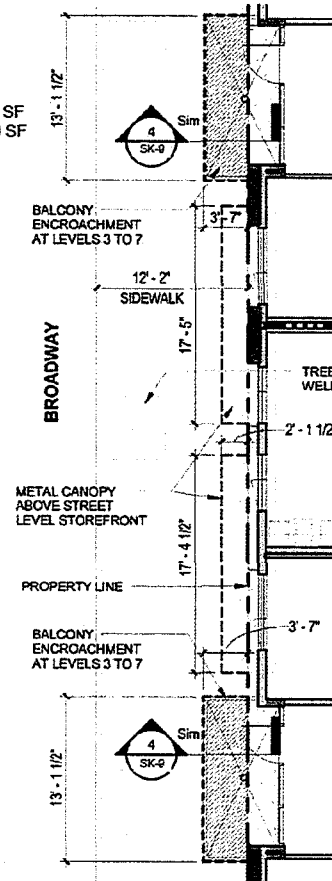 SF
SF
13' - 1 1/2"
4
SK-9
Sim
BALCONY
ENCROACHMENT
AT LEVELS 3 TO 7
3' - 7"
12' - 2"
SIDEWALK
17' - 5"
BROADWAY
TREE
WELL
2' - 1 1/2
METAL CANOPY
ABOVE STREET
LEVEL STOREFRONT
17' - 4 1/2"
PROPERTY LINE
3' - 7"
BALCONY
ENCROACHMENT
AT LEVELS 3 TO 7
4
SK-9
Sim
13' - 1 1/2"